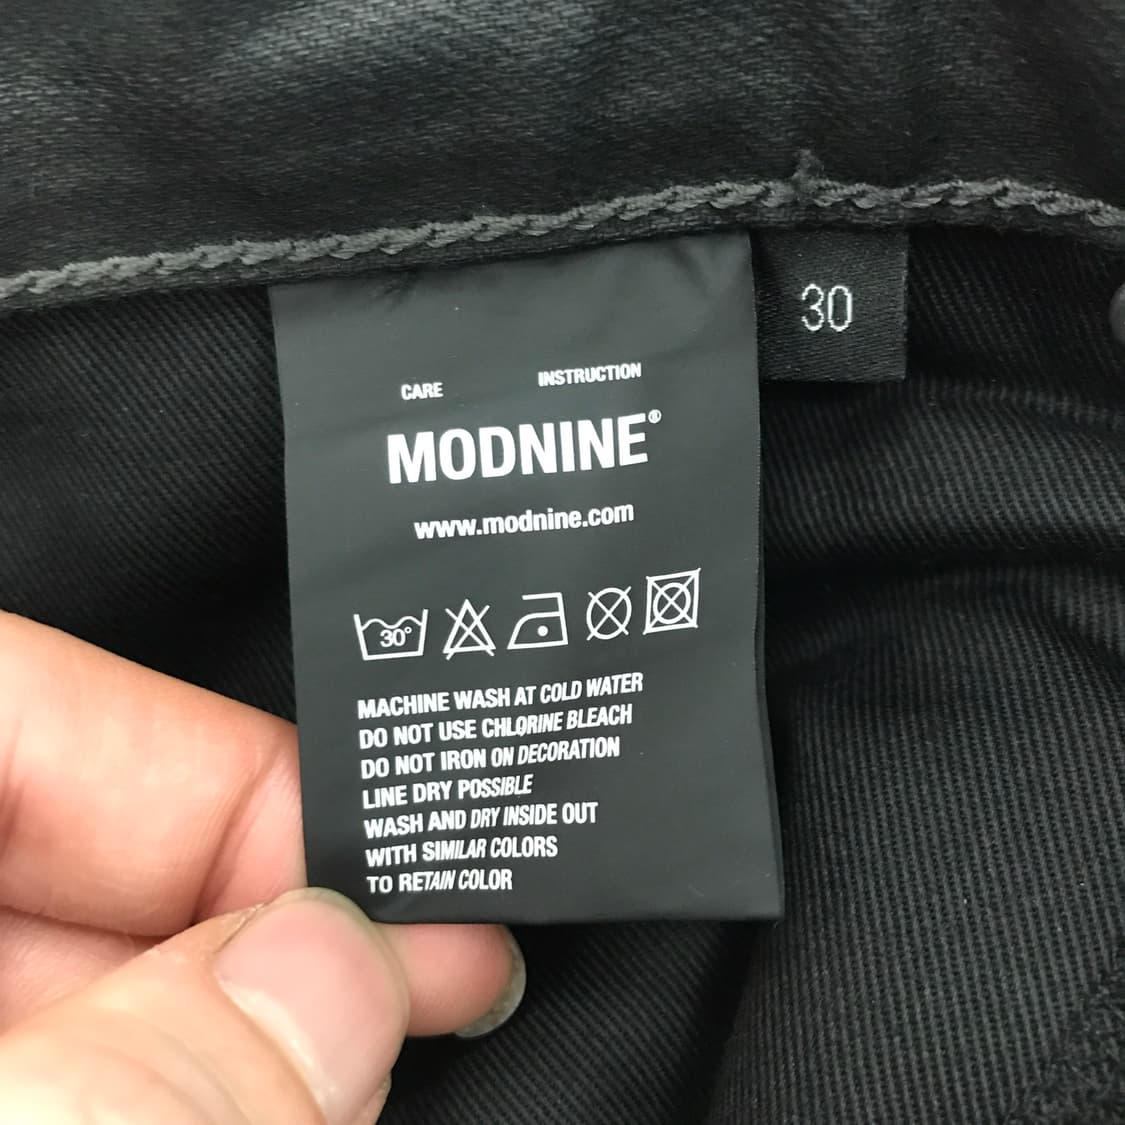 30
CARE INSTRUCTION
MODNINE®
www.modnine.com
30°
MACHINE WASH AT COLD WATER
DO NOT USE CHLORINE BLEACH
DO NOT IRON ON DECORATION
LINE DRY POSSIBLE
WASH AND DRY INSIDE OUT
WITH SIMILAR COLORS
TO RETAIN COLOR